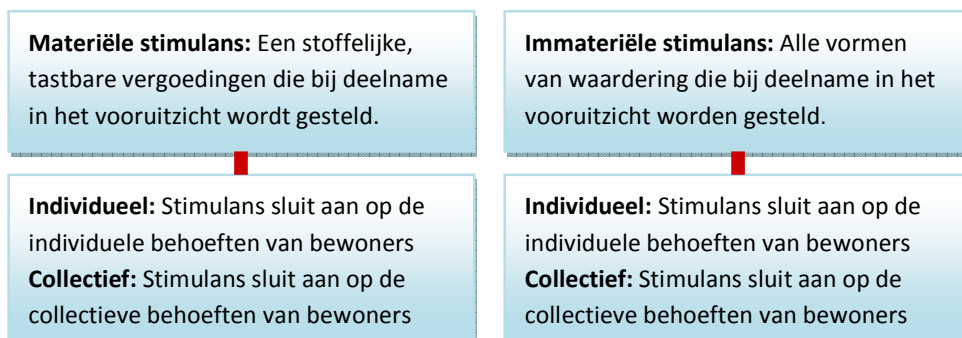 Materiële stimulans: Een stoffelijke,
tastbare vergoedingen die bij deelname
in het vooruitzicht wordt gesteld.
Individueel: Stimulans sluit aan op de
individuele behoeften van bewoners
Collectief: Stimulans sluit aan op de
collectieve behoeften van bewoners
Immateriële stimulans: Alle vormen
van waardering die bij deelname in het
vooruitzicht worden gesteld.
Individueel: Stimulans sluit aan op de
individuele behoeften van bewoners
Collectief: Stimulans sluit aan op de
collectieve behoeften van bewoners